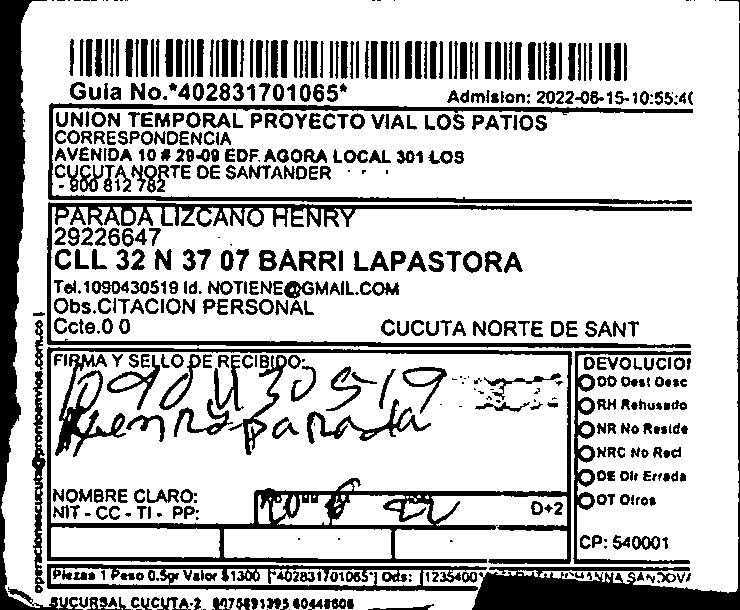 Guia No.*402831701065*
Admision: 2022-06-15-10:55:4
UNION TEMPORAL PROYECTO VIAL LOS PATIOS
CORRESPONDENCIA
AVENIDA 10 # 29-09 EDF. AGORA LOCAL 301 LOS
CUCUTA NORTE DE SANTANDER
- 900 812 782
PARADA LIZCANO HENRY
29226647
CLL 32 N 37 07 BARRI LAPASTORA
Tel.1090430519 Id. NOTIENE@GMAIL.COM
Obs.CITACION PERSONAL
Ccte.0 0
CUCUTA NORTE DE SANT
operacionescucuta@prontoenvios.com.co
FIRMA Y SELLO DE RECIBIDO:
1090430519
Henry parada
NOMBRE CLARO:
NIT - CC - TI - PP:
20 6 22
D+2
DEVOLUCIO
DD Dest Desc
RH Rehusado
NR No Reside
NRC No Recl
DE Dir Errada
OT Otros
CP: 540001
Piezas 1 Peso 0.5gr Valor $1300 [*402831701065*] Ods: [1235400
SUCURSAL CUCUTA-2